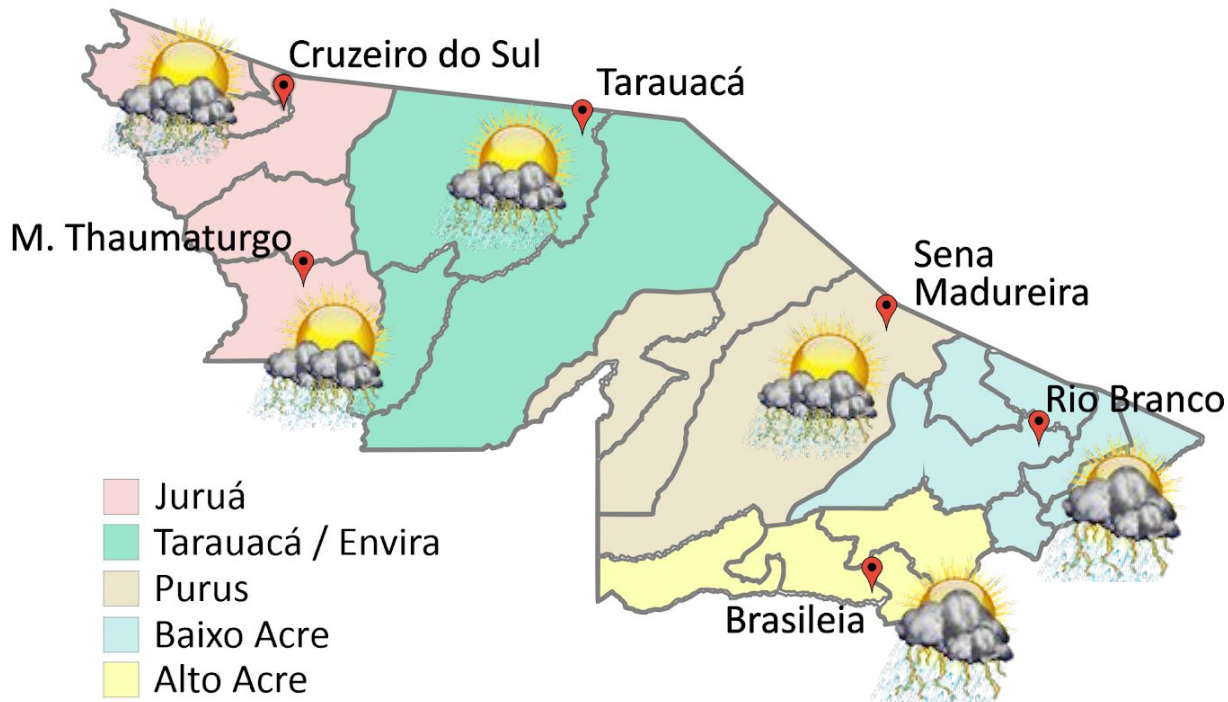 Cruzeiro do Sul
Tarauacá
M. Thaumaturgo
Sena
Madureira
Rio Branco
Brasileia
Juruá
Tarauacá / Envira
Purus
Baixo Acre
Alto Acre